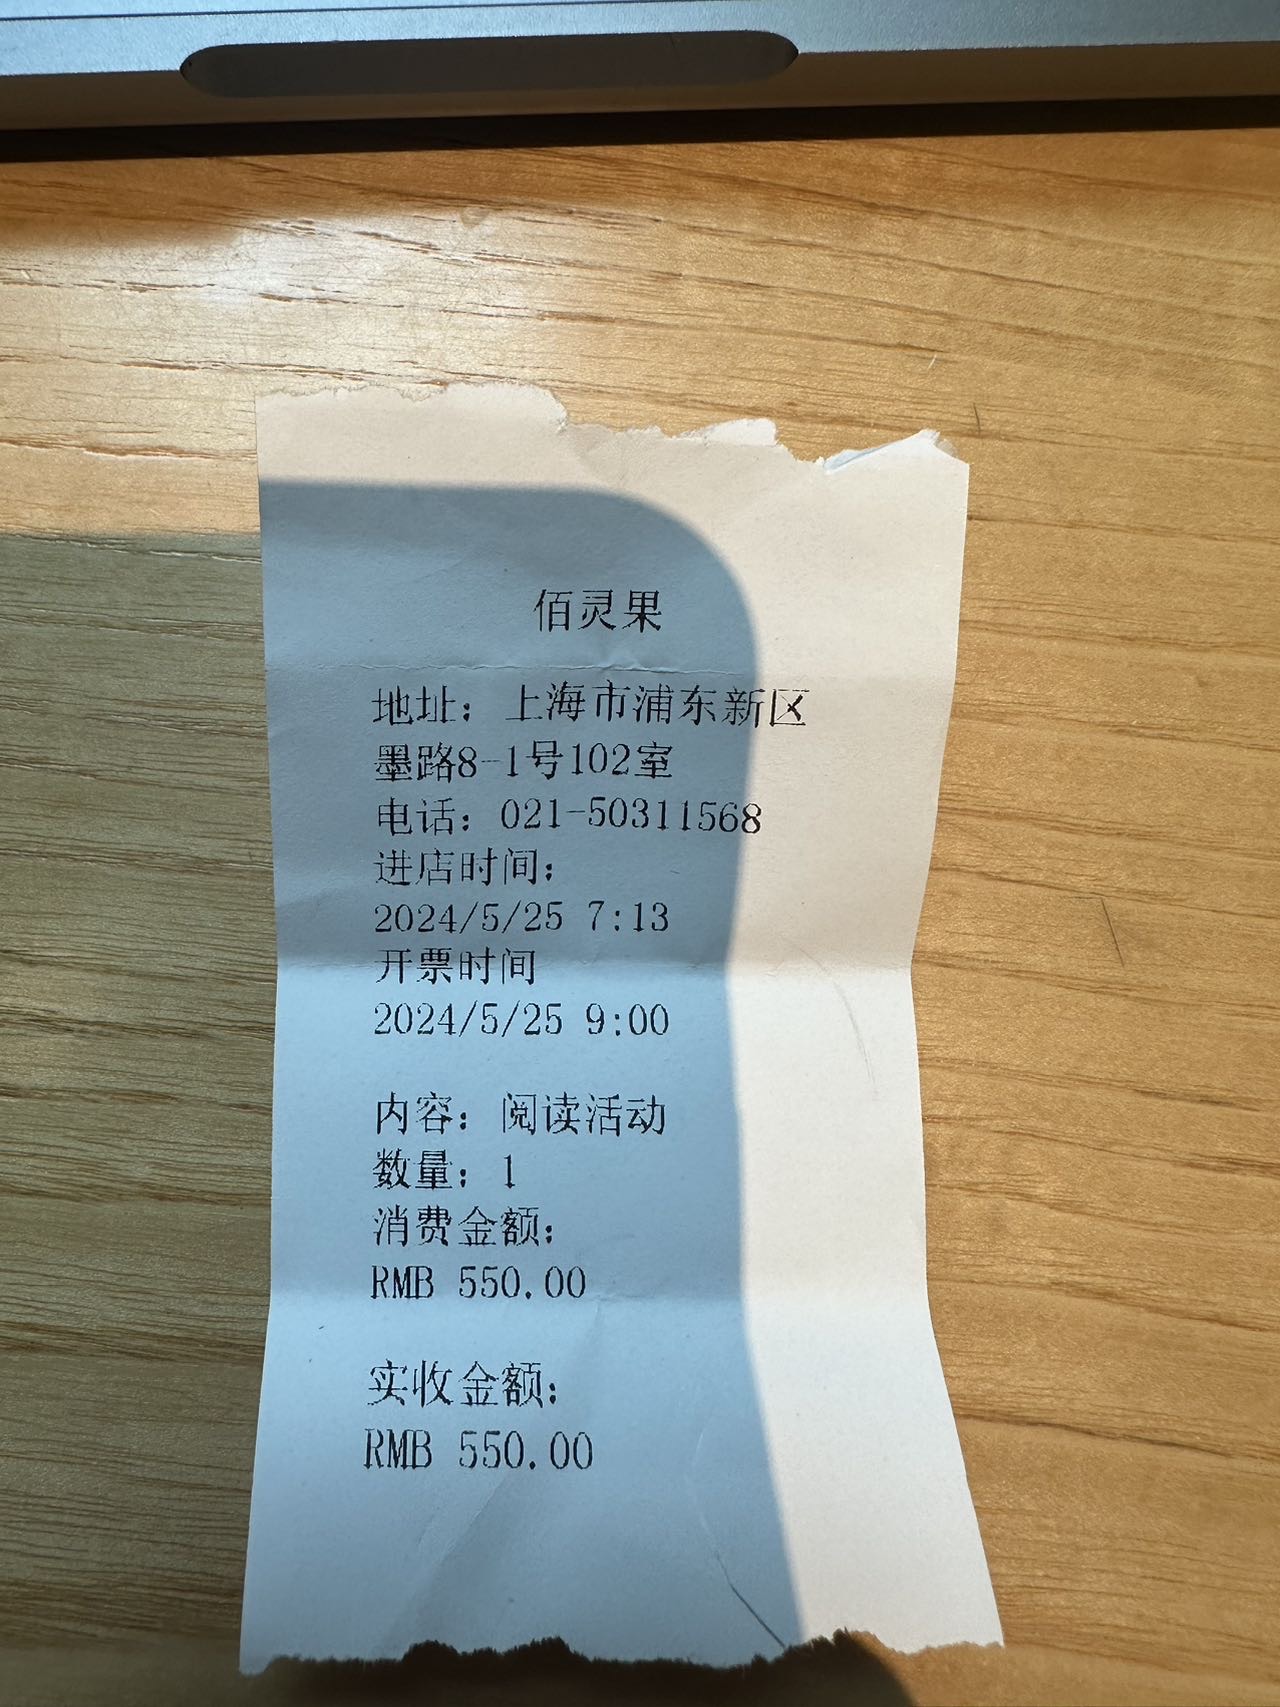 佰灵果
地址：上海市浦东新区
墨路8-1号102室
电话：021-50311568
进店时间：
2024/5/25 7:13
开票时间
2024/5/25 9:00
内容：阅读活动
数量：1
消费金额：
RMB 550.00
实收金额：
RMB 550.00